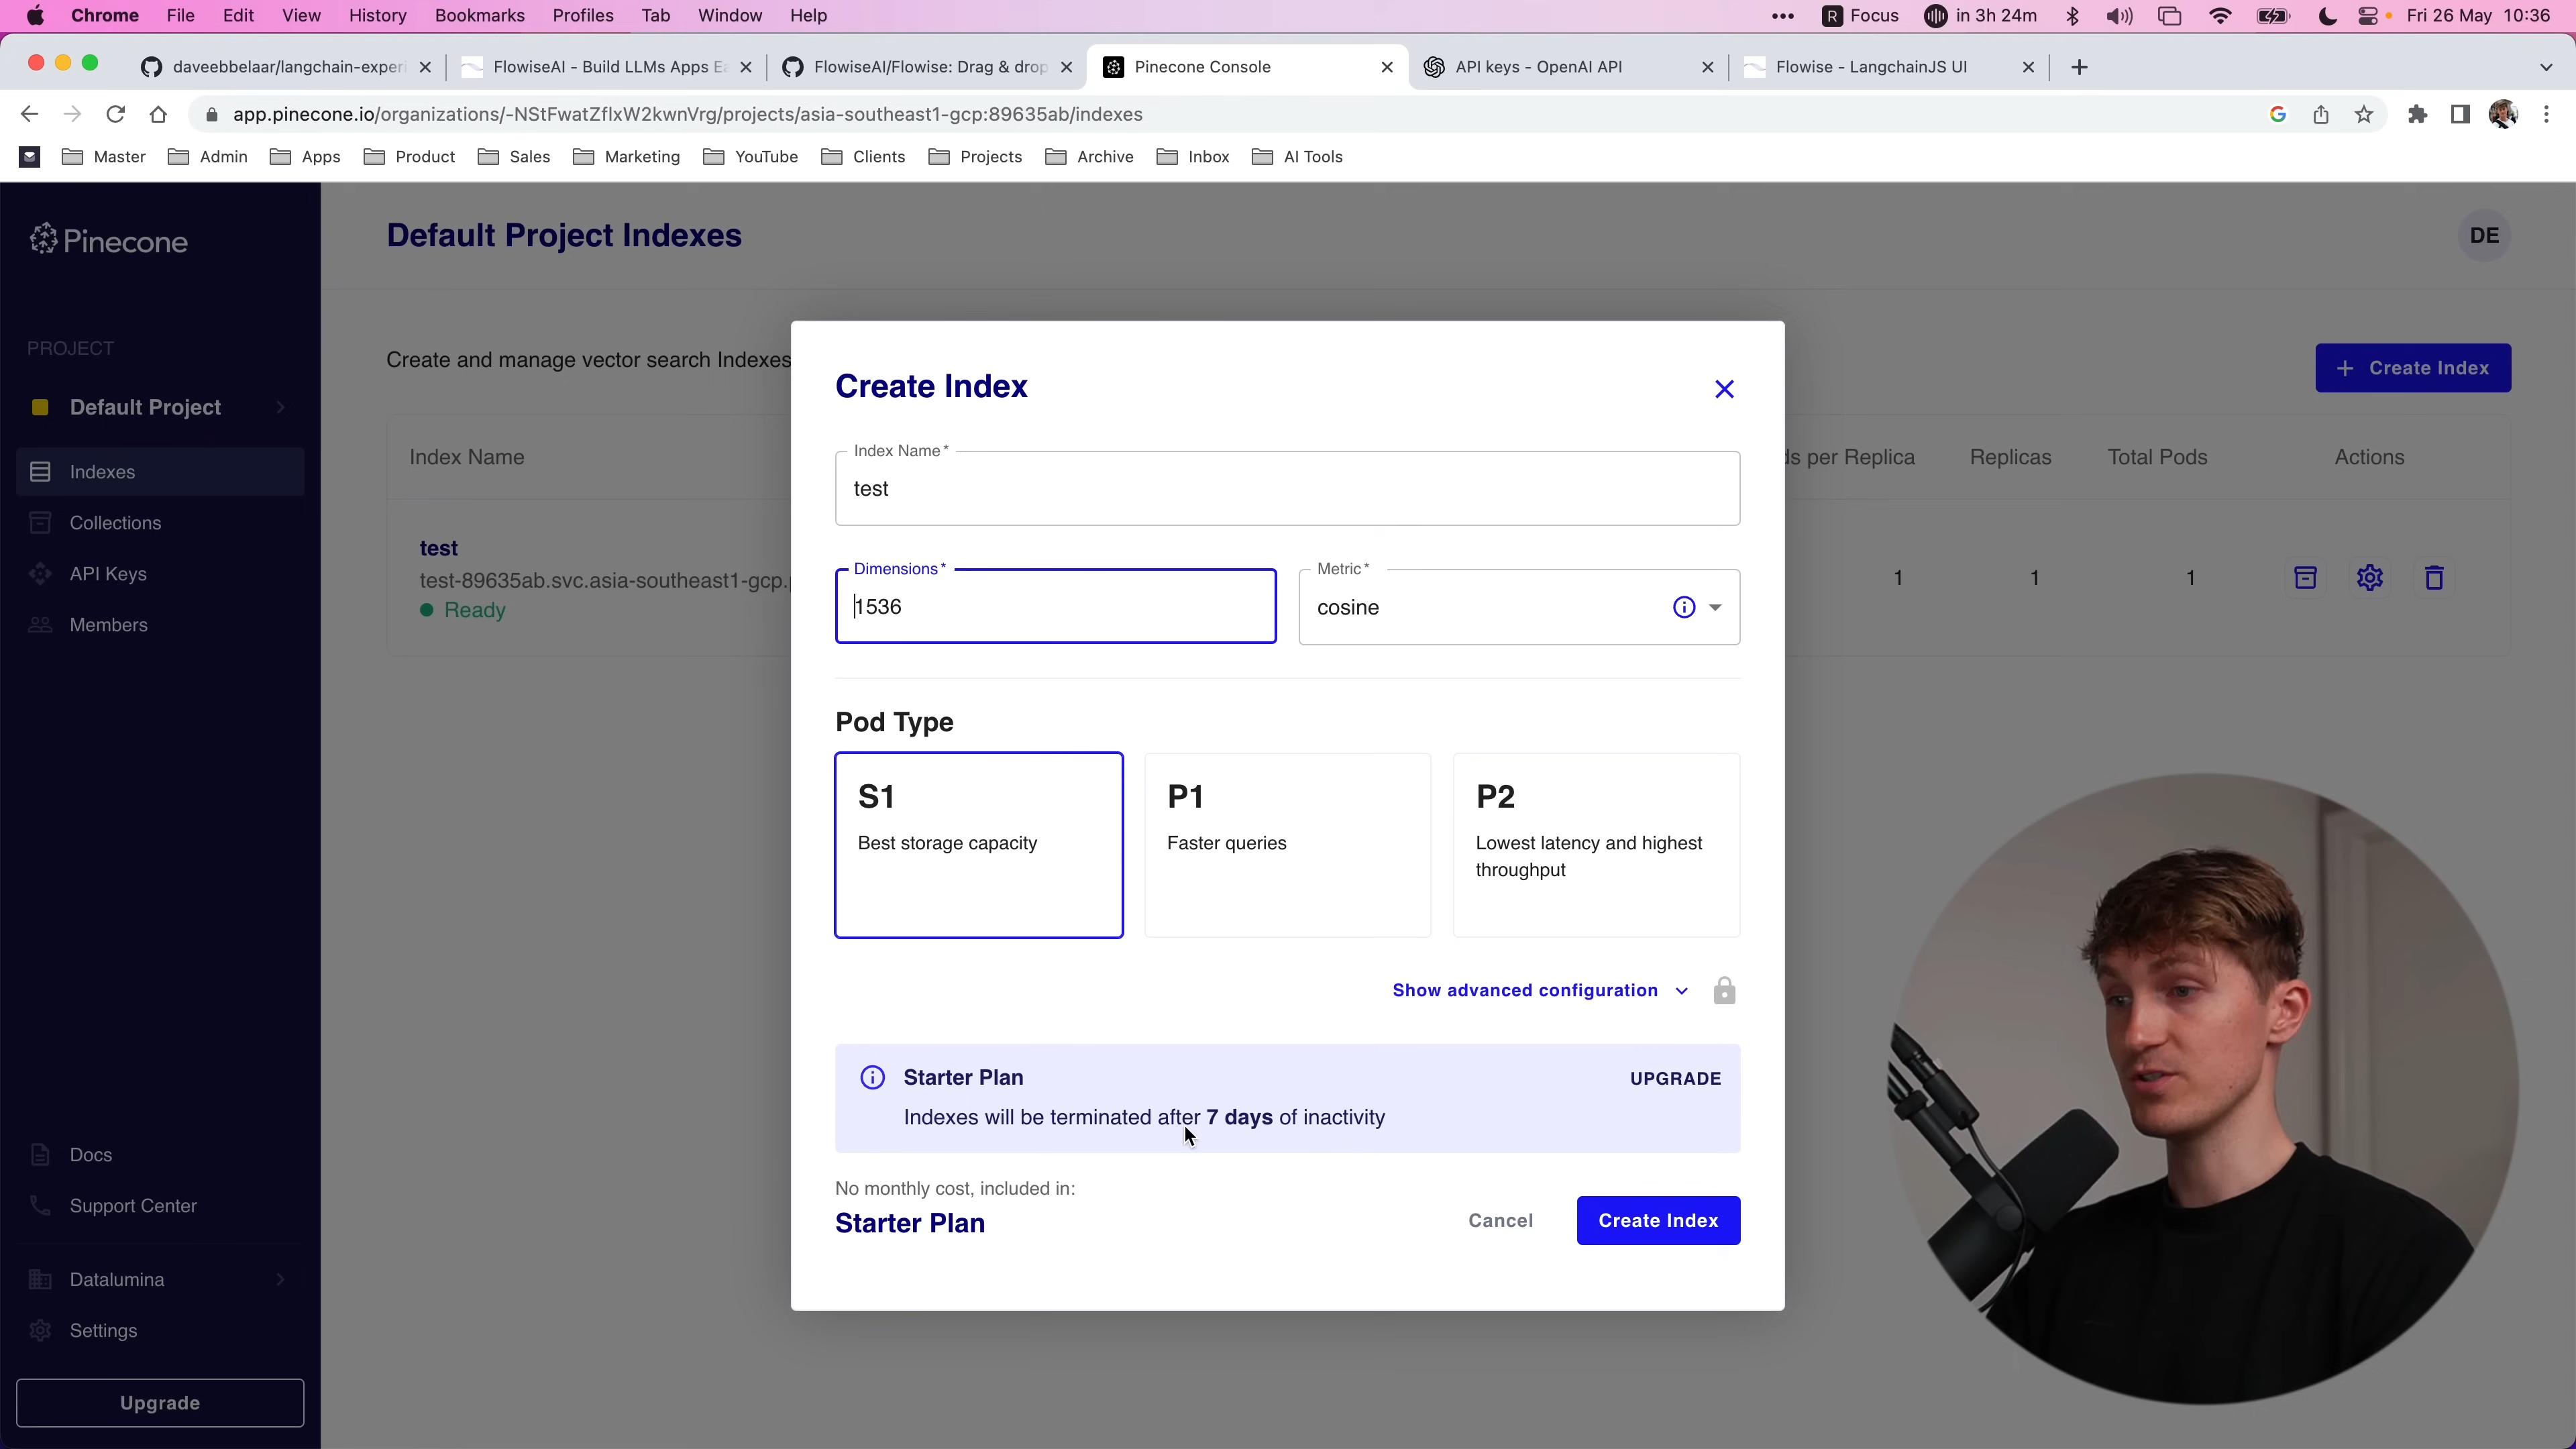 Chrome File Edit View History Bookmarks Profiles Tab Window Help
R Focus in 3h 24m Fri 26 May 10:36
daveebbelaar/langchain-experi
FlowiseAI - Build LLMs Apps Ea
FlowiseAI/Flowise: Drag & drop
Pinecone Console
API keys - OpenAI API
Flowise - LangchainJS UI
app.pinecone.io/organizations/-NStFwatZflxW2kwnVrg/projects/asia-southeast1-gcp:89635ab/indexes
Master Admin Apps Product Sales Marketing YouTube Clients Projects Archive Inbox AI Tools
Pinecone
PROJECT
Default Project
Indexes
Collections
API Keys
Members
Docs
Support Center
Datalumina
Settings
Upgrade
Default Project Indexes
DE
Create and manage vector search Indexes
+ Create Index
Index Name
ds per Replica Replicas Total Pods Actions
test
test-89635ab.svc.asia-southeast1-gcp.
Ready
1 1 1
Create Index
Index Name *
test
Dimensions *
1536
Metric *
cosine
Pod Type
S1
Best storage capacity
P1
Faster queries
P2
Lowest latency and highest
throughput
Show advanced configuration
Starter Plan
UPGRADE
Indexes will be terminated after 7 days of inactivity
No monthly cost, included in:
Starter Plan
Cancel
Create Index